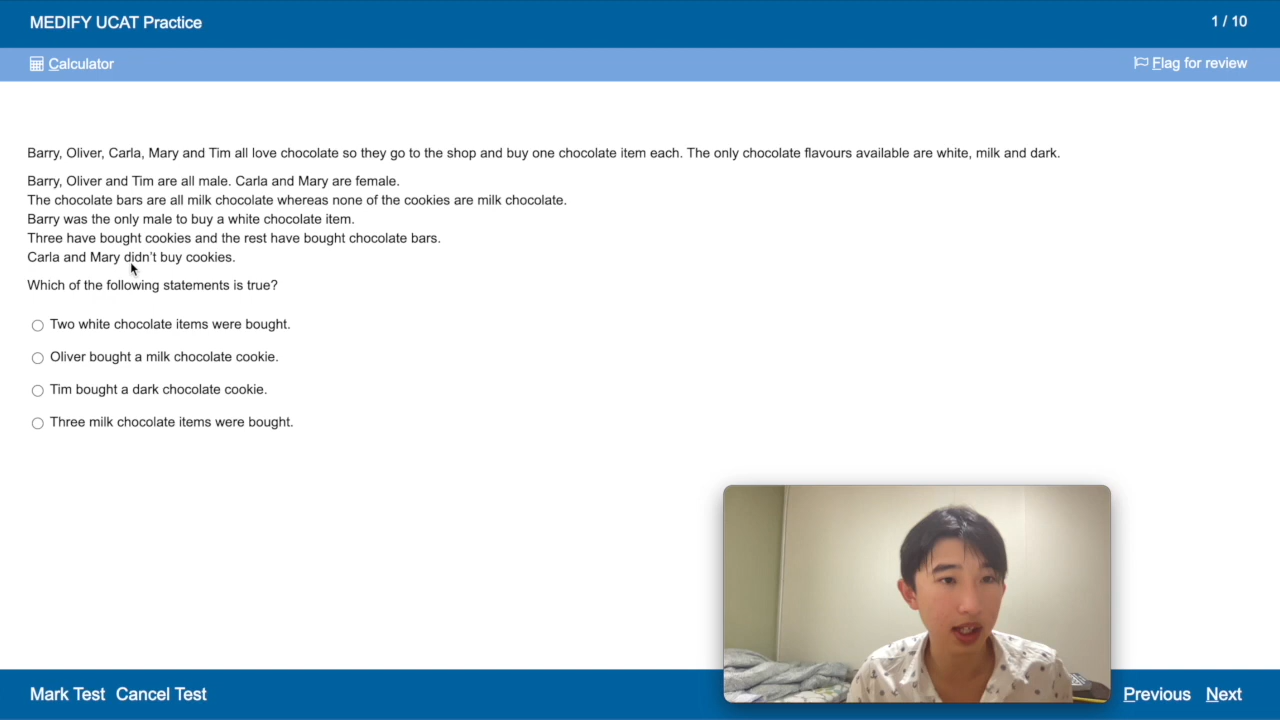 MEDIFY UCAT Practice
1 / 10
Calculator
Flag for review
Barry, Oliver, Carla, Mary and Tim all love chocolate so they go to the shop and buy one chocolate item each. The only chocolate flavours available are white, milk and dark.
Barry, Oliver and Tim are all male. Carla and Mary are female.
The chocolate bars are all milk chocolate whereas none of the cookies are milk chocolate.
Barry was the only male to buy a white chocolate item.
Three have bought cookies and the rest have bought chocolate bars.
Carla and Mary didn't buy cookies.
Which of the following statements is true?
Two white chocolate items were bought.
Oliver bought a milk chocolate cookie.
Tim bought a dark chocolate cookie.
Three milk chocolate items were bought.
Mark Test Cancel Test
Previous Next